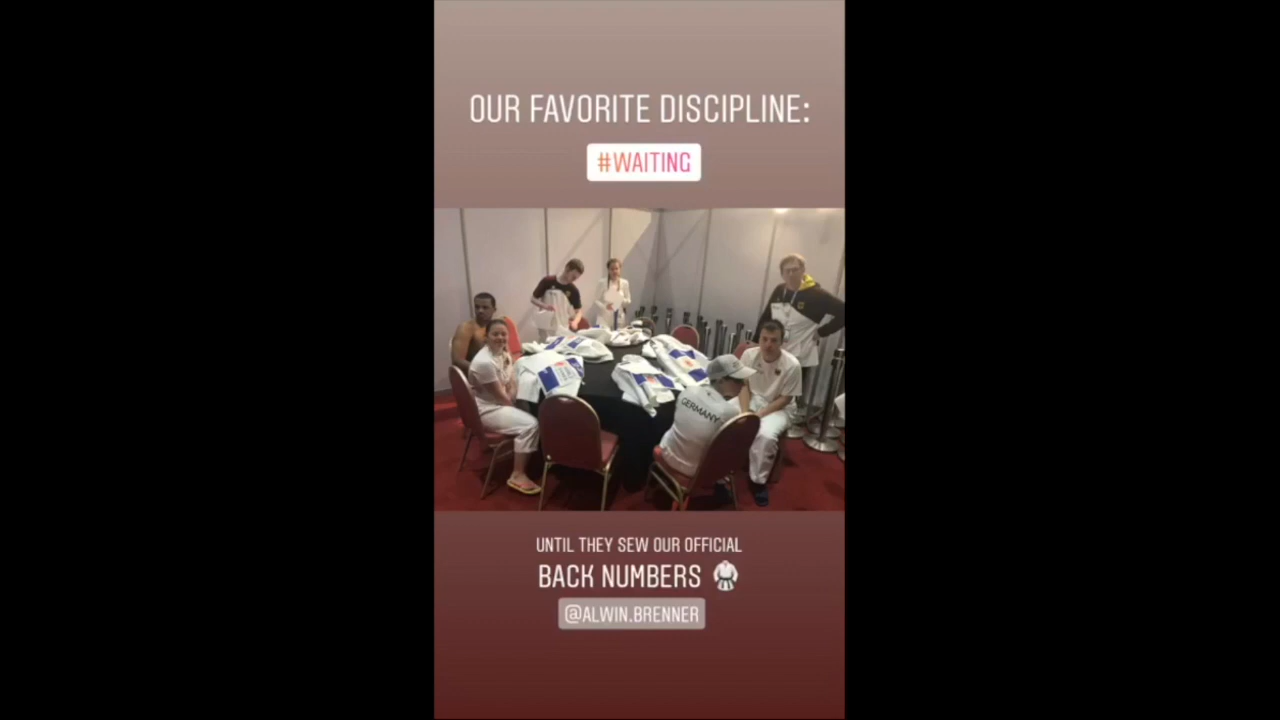 OUR FAVORITE DISCIPLINE:
#WAITING
GERMANY
UNTIL THEY SEW OUR OFFICIAL
BACK NUMBERS
@ALWIN.BRENNER